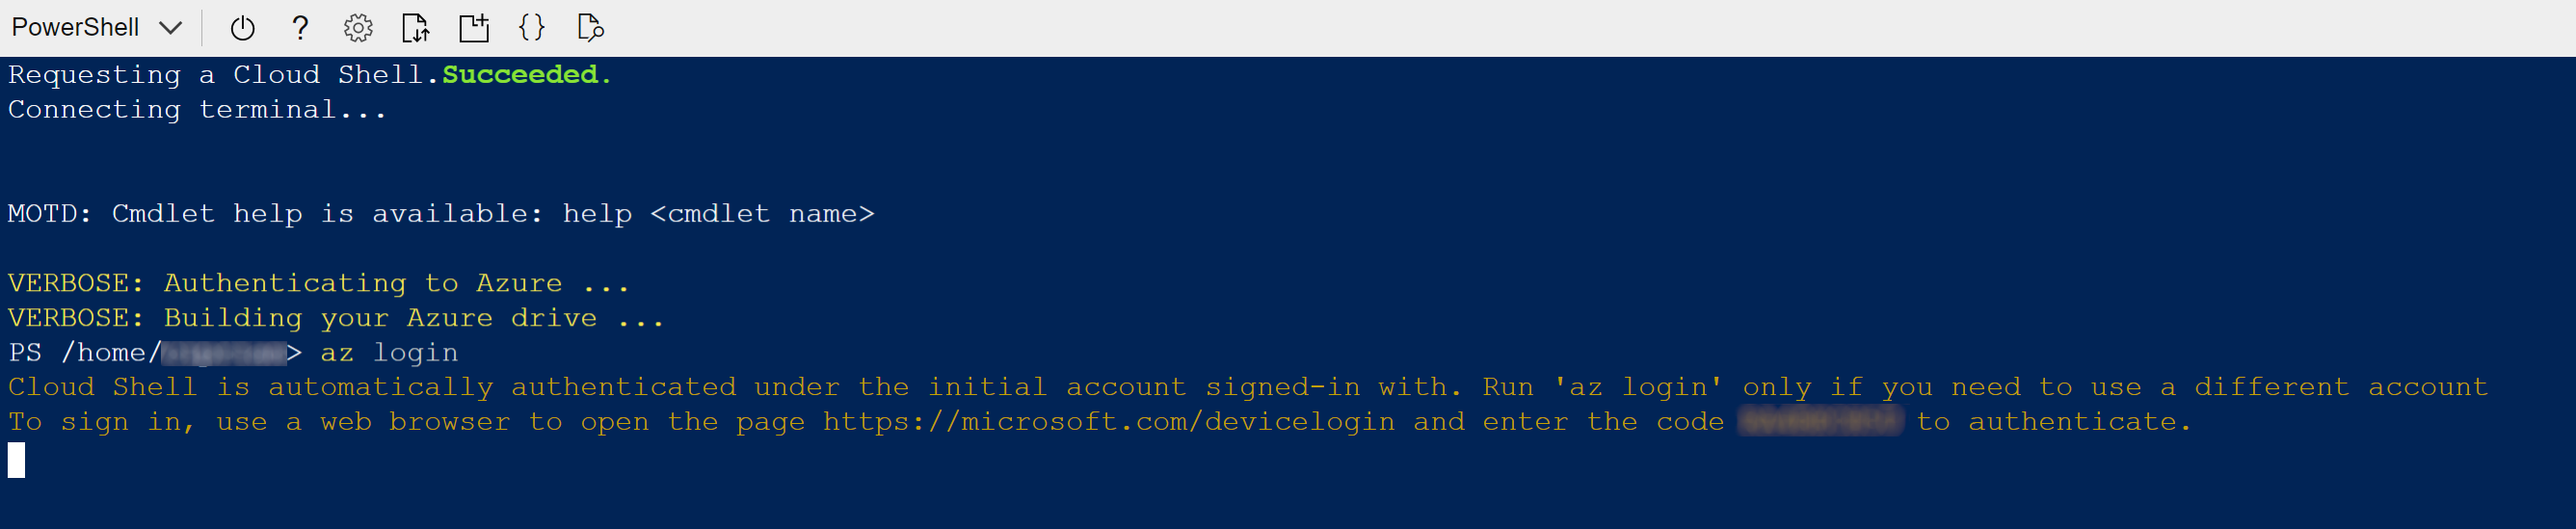 PowerShell
Requesting a Cloud Shell.Succeeded.
Connecting terminal...
MOTD: Cmdlet help is available: help <cmdlet name>
VERBOSE: Authenticating to Azure ...
VERBOSE: Building your Azure drive ...
PS /home/> az login
Cloud Shell is automatically authenticated under the initial account signed-in with. Run 'az login' only if you need to use a different account
To sign in, use a web browser to open the page https://microsoft.com/devicelogin and enter the code to authenticate.